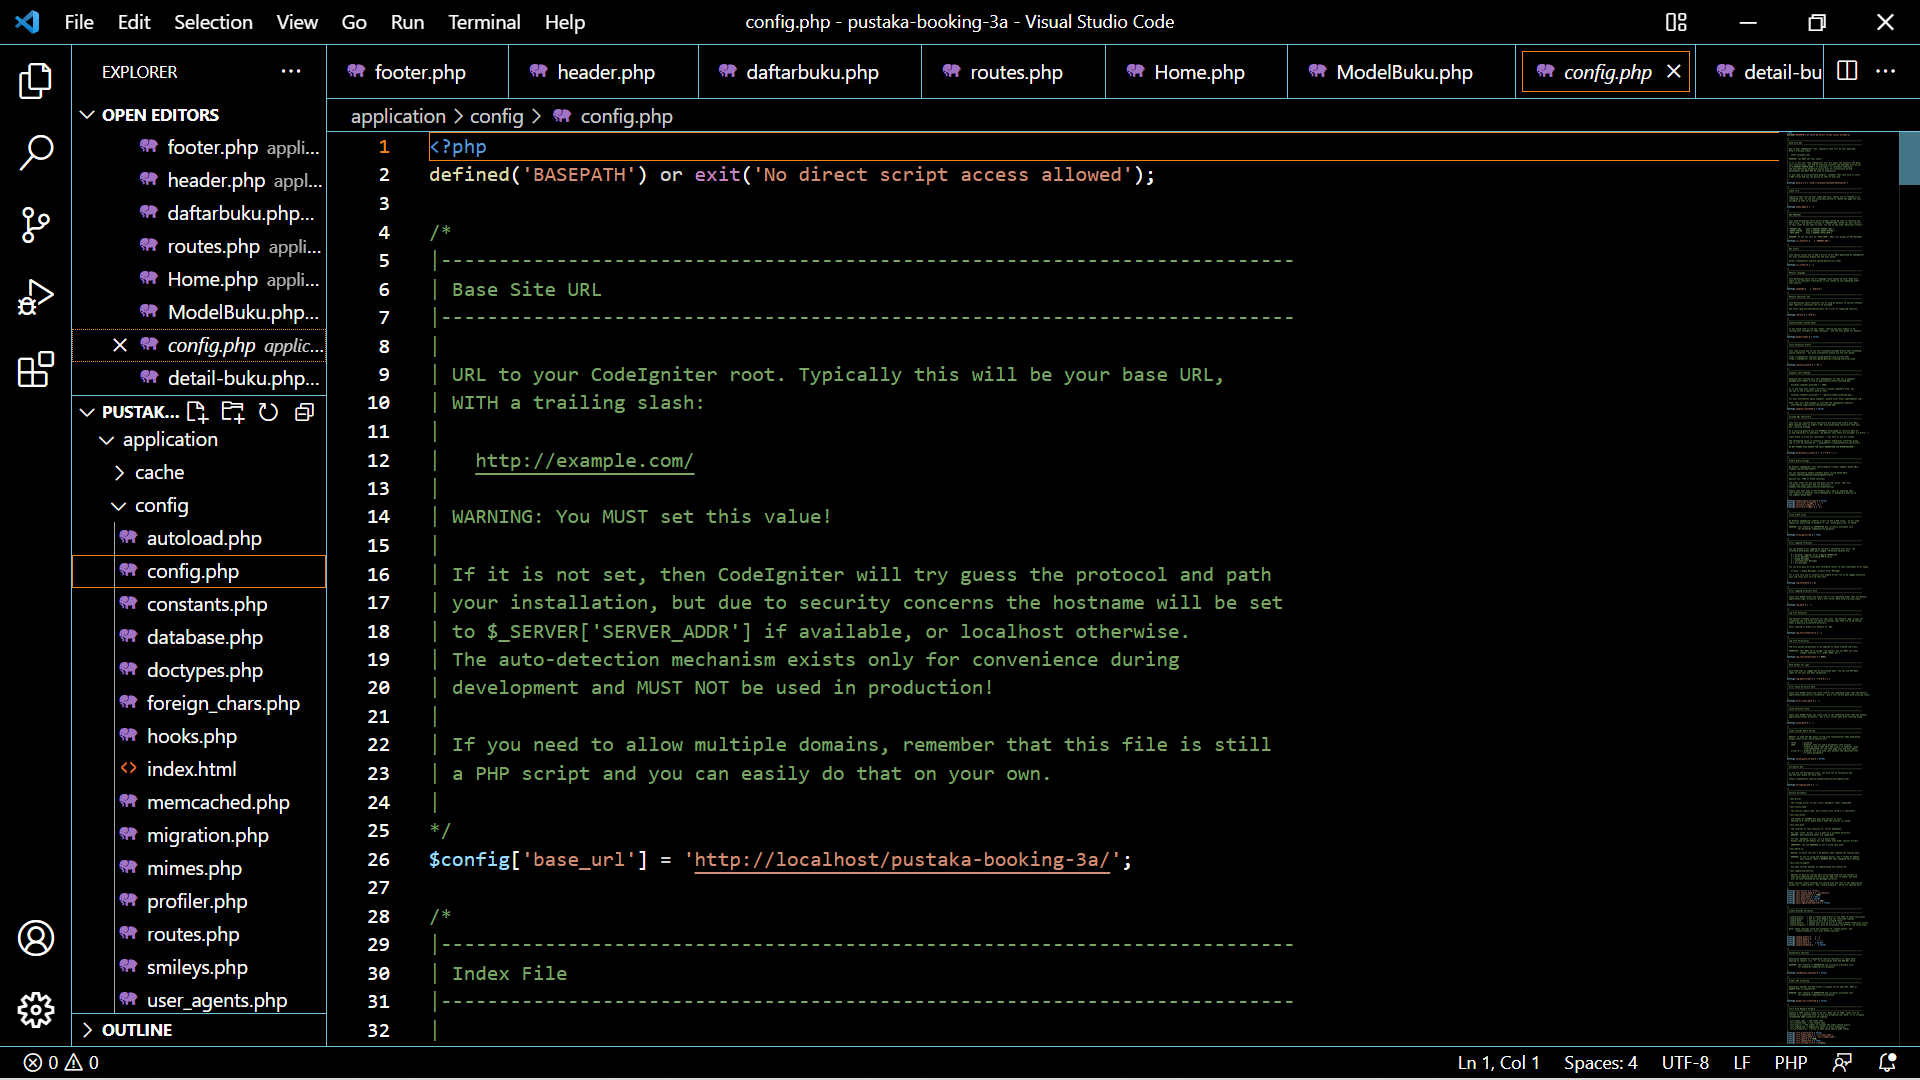 File Edit Selection View Go Run Terminal Help
config.php - pustaka-booking-3a - Visual Studio Code
EXPLORER
OPEN EDITORS
footer.php appli...
header.php appl...
daftarbuku.php...
routes.php appli...
Home.php appli...
ModelBuku.php...
config.php applic...
detail-buku.php...
PUSTAK...
application
cache
config
autoload.php
config.php
constants.php
database.php
doctypes.php
foreign_chars.php
hooks.php
index.html
memcached.php
migration.php
mimes.php
profiler.php
routes.php
smileys.php
user_agents.php
OUTLINE
footer.php header.php daftarbuku.php routes.php Home.php ModelBuku.php config.php detail-bu
application > config > config.php
1 <?php
2 defined('BASEPATH') or exit('No direct script access allowed');
3
4 /*
5 |--------------------------------------------------------------------------
6 | Base Site URL
7 |--------------------------------------------------------------------------
8 |
9 | URL to your CodeIgniter root. Typically this will be your base URL,
10 | WITH a trailing slash:
11 |
12 | http://example.com/
13 |
14 | WARNING: You MUST set this value!
15 |
16 | If it is not set, then CodeIgniter will try guess the protocol and path
17 | your installation, but due to security concerns the hostname will be set
18 | to $_SERVER['SERVER_ADDR'] if available, or localhost otherwise.
19 | The auto-detection mechanism exists only for convenience during
20 | development and MUST NOT be used in production!
21 |
22 | If you need to allow multiple domains, remember that this file is still
23 | a PHP script and you can easily do that on your own.
24 |
25 */
26 $config['base_url'] = 'http://localhost/pustaka-booking-3a/';
27
28 /*
29 |--------------------------------------------------------------------------
30 | Index File
31 |--------------------------------------------------------------------------
32 |
0 0
Ln 1, Col 1 Spaces: 4 UTF-8 LF PHP